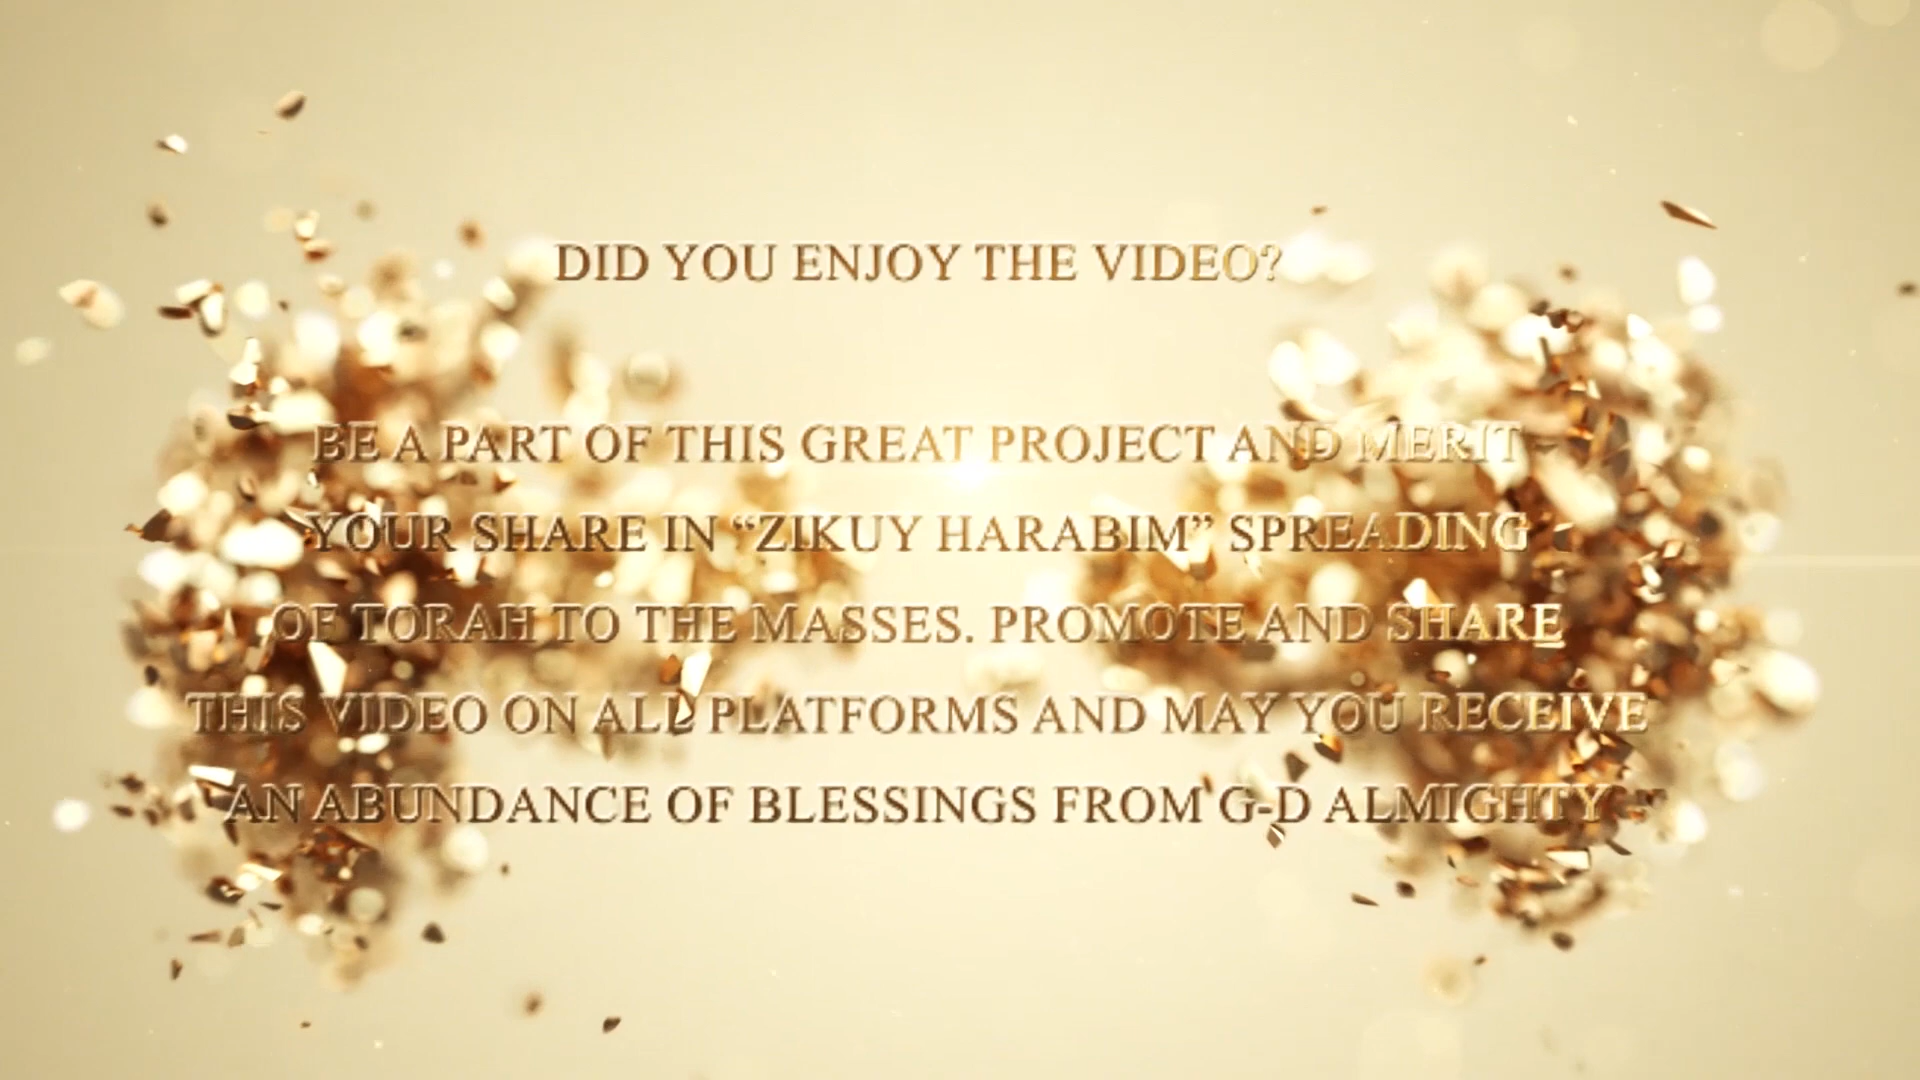 DID YOU ENJOY THE VIDEO?
BE A PART OF THIS GREAT PROJECT AND MERIT
YOUR SHARE IN “ZIKUY HARABIM” SPREADING
OF TORAH TO THE MASSES. PROMOTE AND SHARE
THIS VIDEO ON ALL PLATFORMS AND MAY YOU RECEIVE
AN ABUNDANCE OF BLESSINGS FROM G-D ALMIGHTY